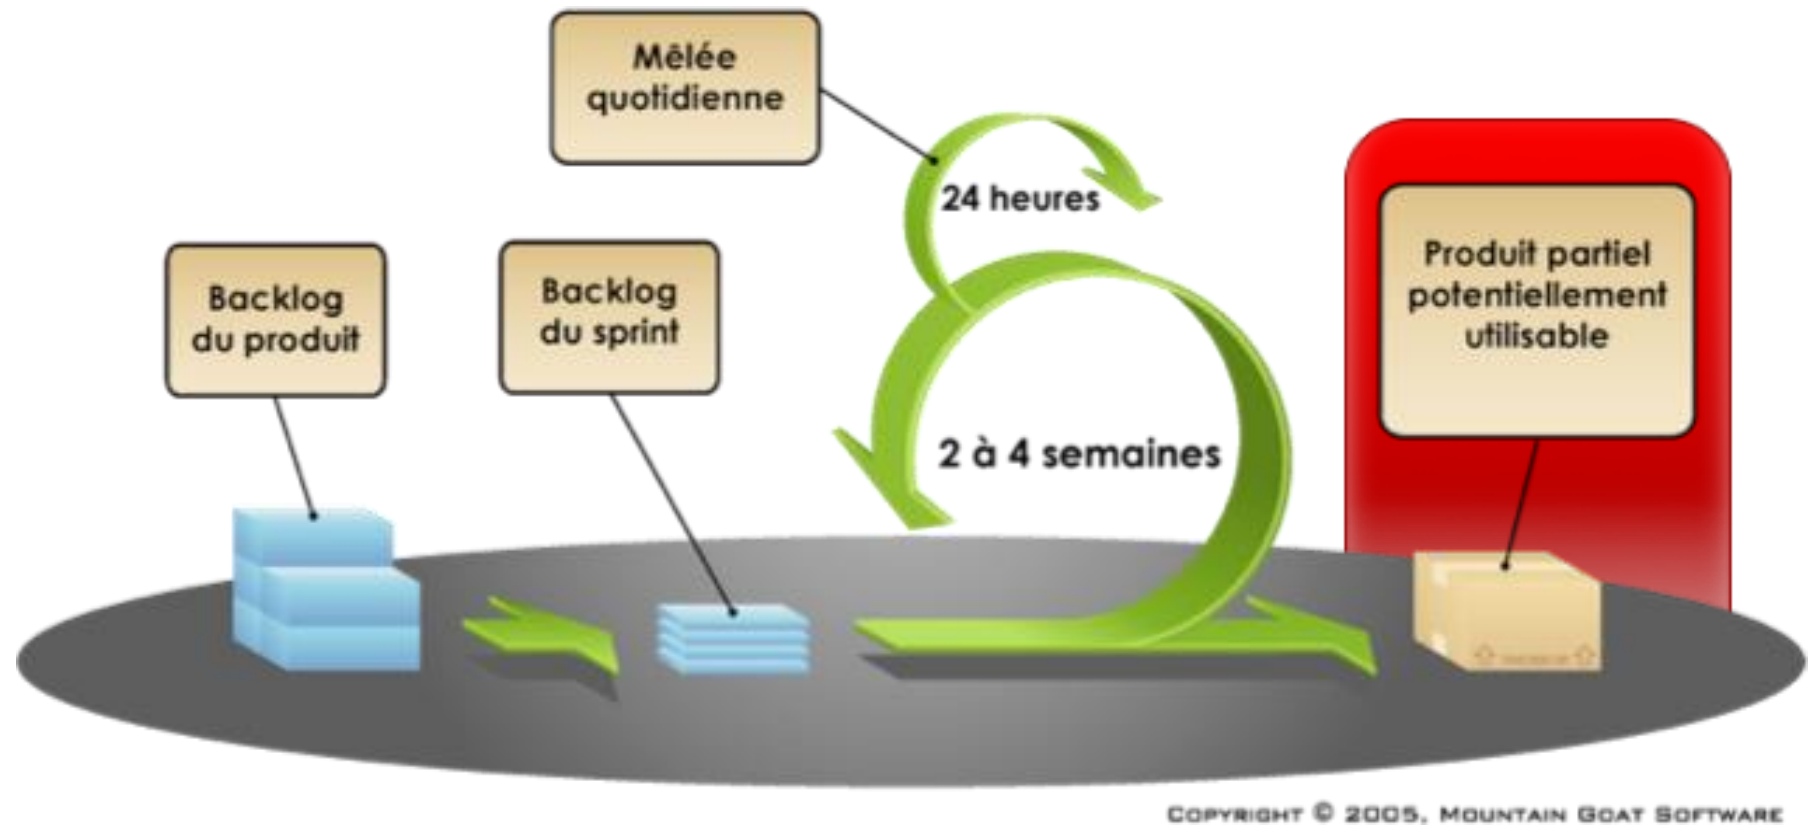 Mêlée
quotidienne
24 heures
Backlog
du produit
Backlog
du sprint
Produit partiel
potentiellement
utilisable
2 à 4 semaines
COPYRIGHT © 2005, MOUNTAIN GOAT SOFTWARE